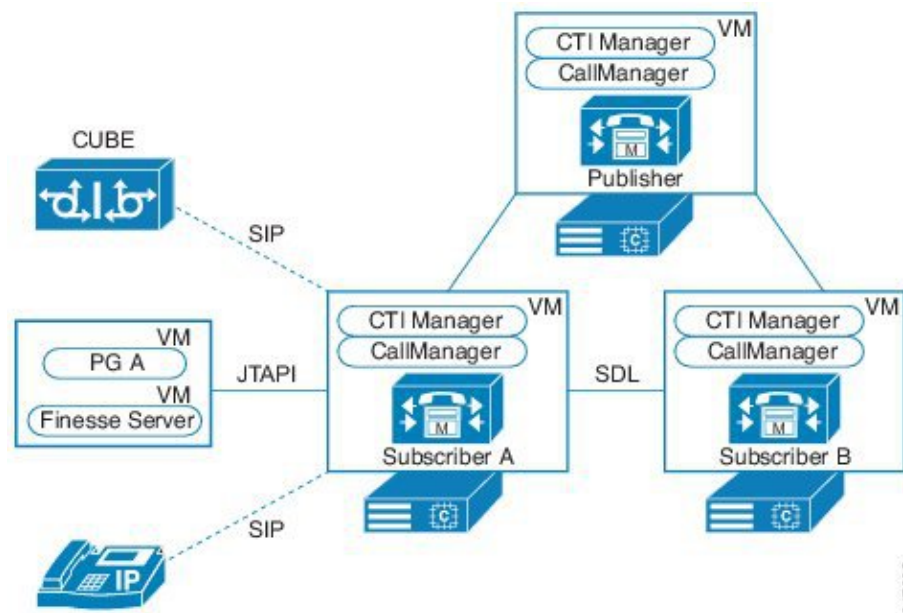 VM
CTI Manager
CallManager
M
Publisher
C
CUBE
SIP
VM
PG A
VM
Finesse Server
JTAPI
VM
CTI Manager
CallManager
M
Subscriber A
C
SDL
VM
CTI Manager
CallManager
M
Subscriber B
C
SIP
IP